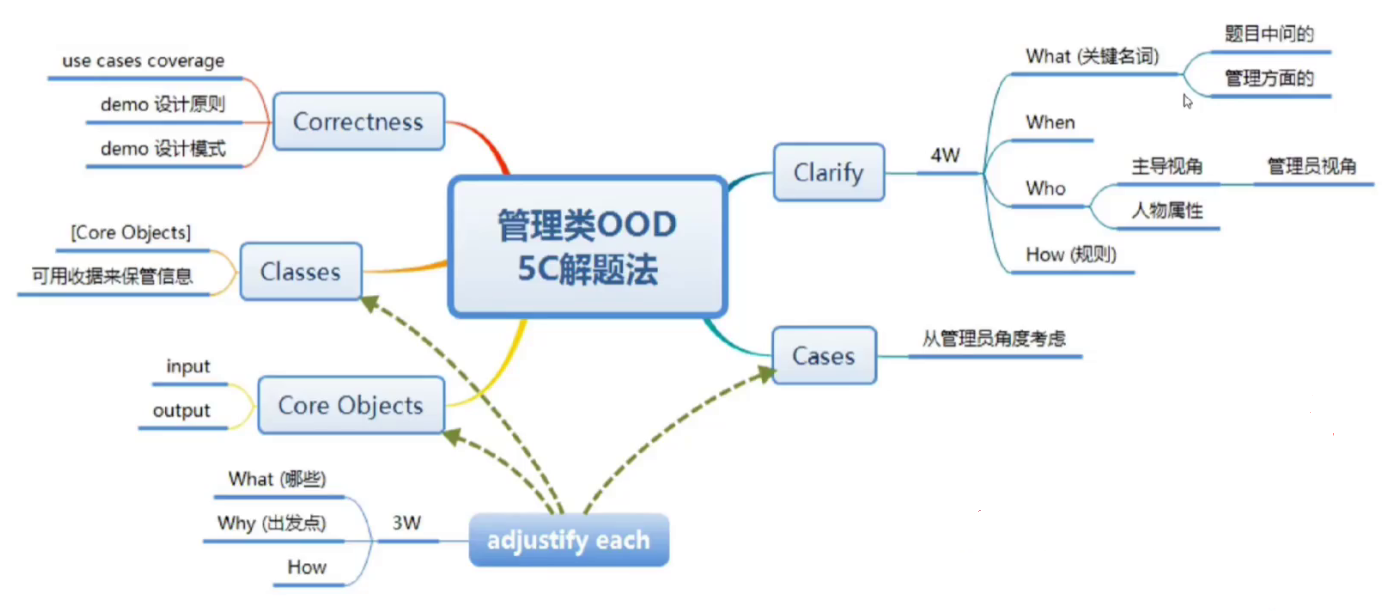 管理类OOD
5C解题法
Clarify
4W
What (关键名词)
题目中问的
管理方面的
When
Who
主导视角
管理员视角
人物属性
How (规则)
Cases
从管理员角度考虑
Correctness
use cases coverage
demo 设计原则
demo 设计模式
Classes
[Core Objects]
可用收据来保管信息
Core Objects
input
output
adjustify each
3W
What (哪些)
Why (出发点)
How